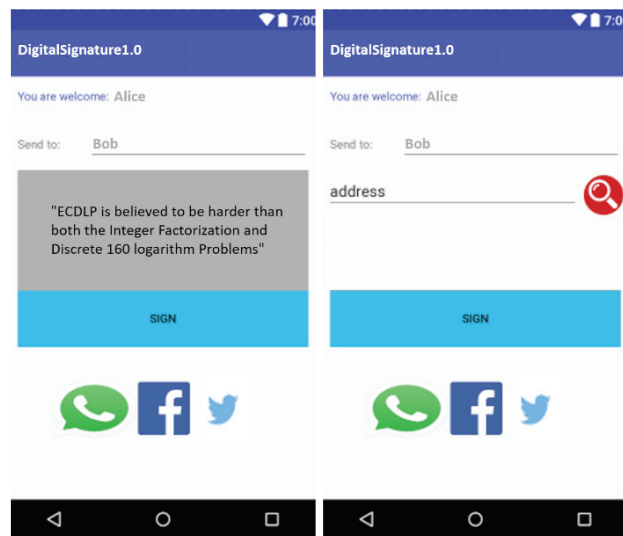 7:00
DigitalSignature1.0
You are welcome: Alice
Send to: Bob
"ECDLP is believed to be harder than
both the Integer Factorization and
Discrete 160 logarithm Problems"
SIGN
7:0
DigitalSignature1.0
You are welcome: Alice
Send to: Bob
address
SIGN